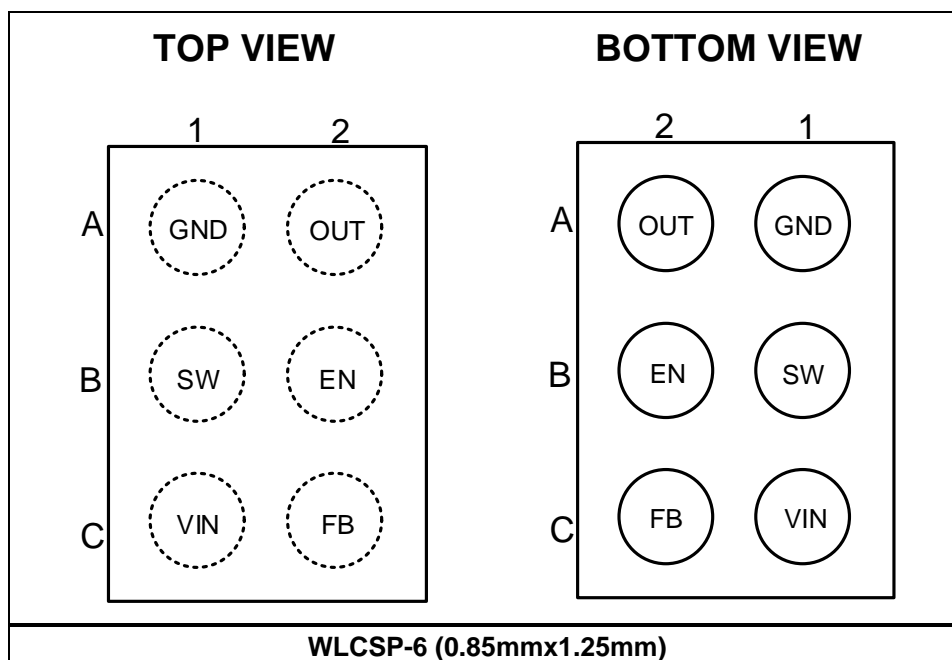 TOP VIEW
BOTTOM VIEW
1 2
A GND OUT
B SW EN
C VIN FB
2 1
A OUT GND
B EN SW
C FB VIN
WLCSP-6 (0.85mmx1.25mm)